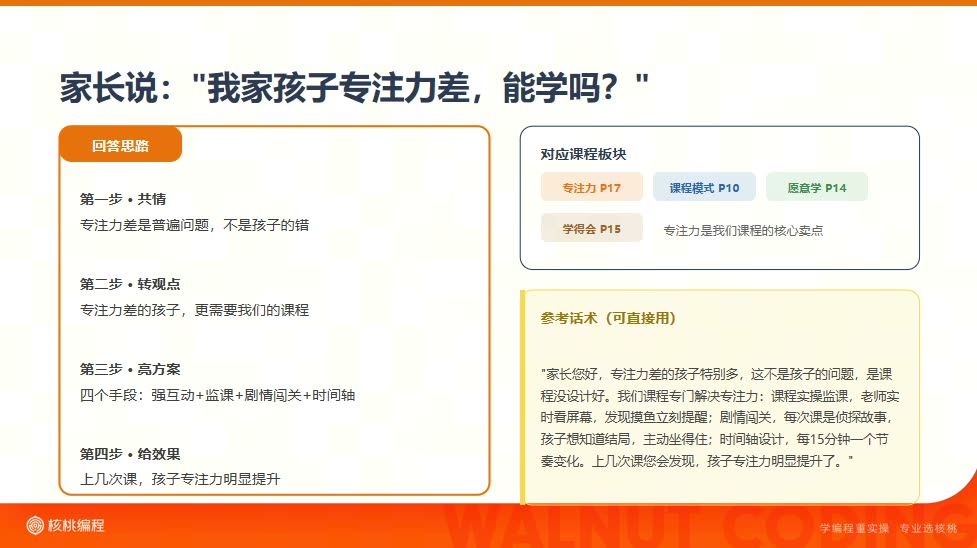 家长说："我家孩子专注力差，能学吗？"
回答思路
第一步 • 共情
专注力差是普遍问题，不是孩子的错
第二步 • 转观点
专注力差的孩子，更需要我们的课程
第三步 • 高方案
四个手段：强互动+监课+剧情闯关+时间轴
第四步 • 给效果
上几次课，孩子专注力明显提升
对应课程板块
专注力 P17
课程模式 P10
愿意学 P14
学得会 P15
专注力是我们课程的核心卖点
参考话术（可直接用）
"家长您好，专注力差的孩子特别多，这不是孩子的问题，是课
程没设计好。我们课程专门解决专注力：课程实操监课，老师实
时看屏幕，发现摸鱼立刻提醒；剧情闯关，每次课是侦探故事，
孩子想知道结局，主动坐得住；时间轴设计，每15分钟一个节
奏变化。上几次课您会发现，孩子专注力明显提升了。"
核桃编程
WALNUT CODING
学编程重实操 专业选核桃